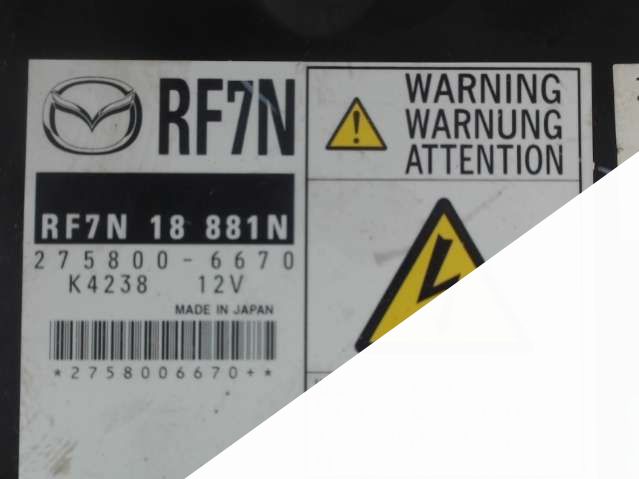 RF7N
RF7N 18 881N
275800-6670
K4238 12V
MADE IN JAPAN
*2758006670+*
WARNING
WARNUNG
ATTENTION